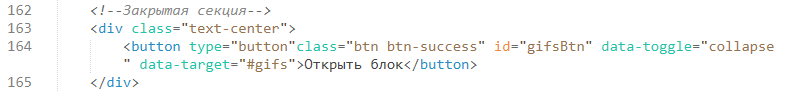 162 <!--Закрытая секция-->
163 <div class="text-center">
164 <button type="button"class="btn btn-success" id="gifsBtn" data-toggle="collapse
" data-target="#gifs">Открыть блок</button>
165 </div>